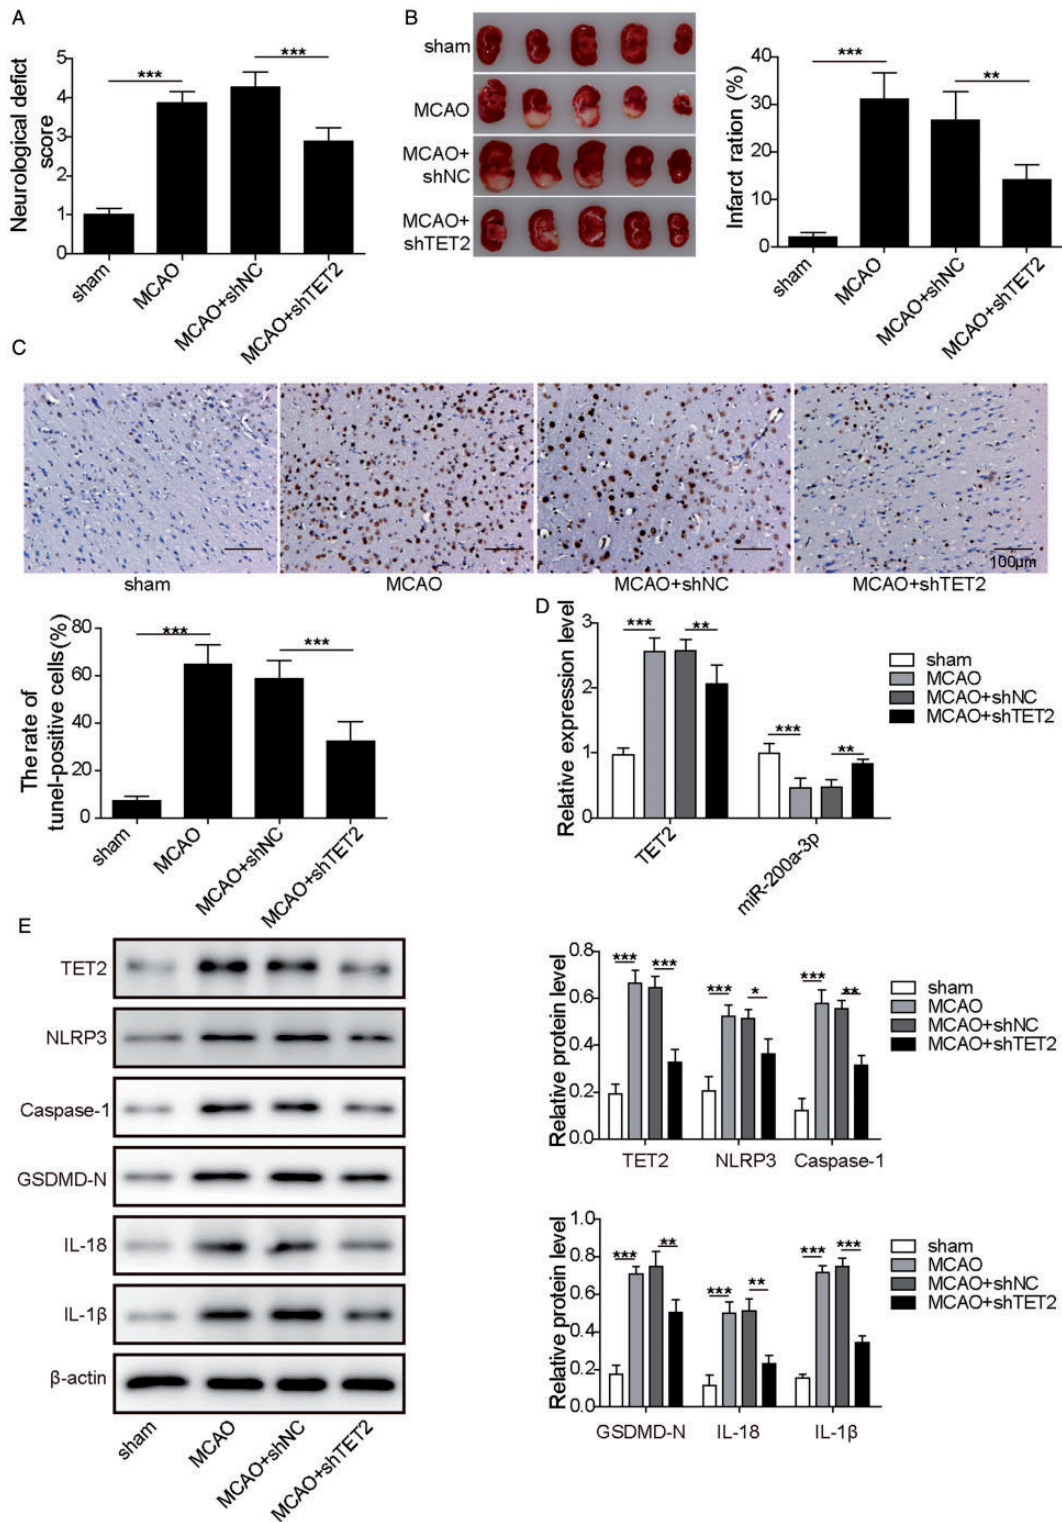 A
Neurological deficit
score
5
4
3
2
1
0
***
***
sham
MCAO
MCAO+shNC
MCAO+shTET2
B
sham
MCAO
MCAO+
shNC
MCAO+
shTET2
Infarct ration (%)
40
30
20
10
0
***
**
sham
MCAO
MCAO+shNC
MCAO+shTET2
C
100μm
sham
MCAO
MCAO+shNC
MCAO+shTET2
The rate of
tunel-positive cells(%)
80
60
40
20
0
***
***
sham
MCAO
MCAO+shNC
MCAO+shTET2
D
Relative expression level
3
2
1
0
***
**
***
**
TET2
miR-200a-3p
sham
MCAO
MCAO+shNC
MCAO+shTET2
E
TET2
NLRP3
Caspase-1
GSDMD-N
IL-18
IL-1β
β-actin
sham
MCAO
MCAO+shNC
MCAO+shTET2
Relative protein level
0.8
0.6
0.4
0.2
0.0
***
***
***
*
***
**
TET2
NLRP3
Caspase-1
sham
MCAO
MCAO+shNC
MCAO+shTET2
Relative protein level
1.0
0.8
0.6
0.4
0.2
0.0
***
**
***
**
***
***
GSDMD-N
IL-18
IL-1β
sham
MCAO
MCAO+shNC
MCAO+shTET2